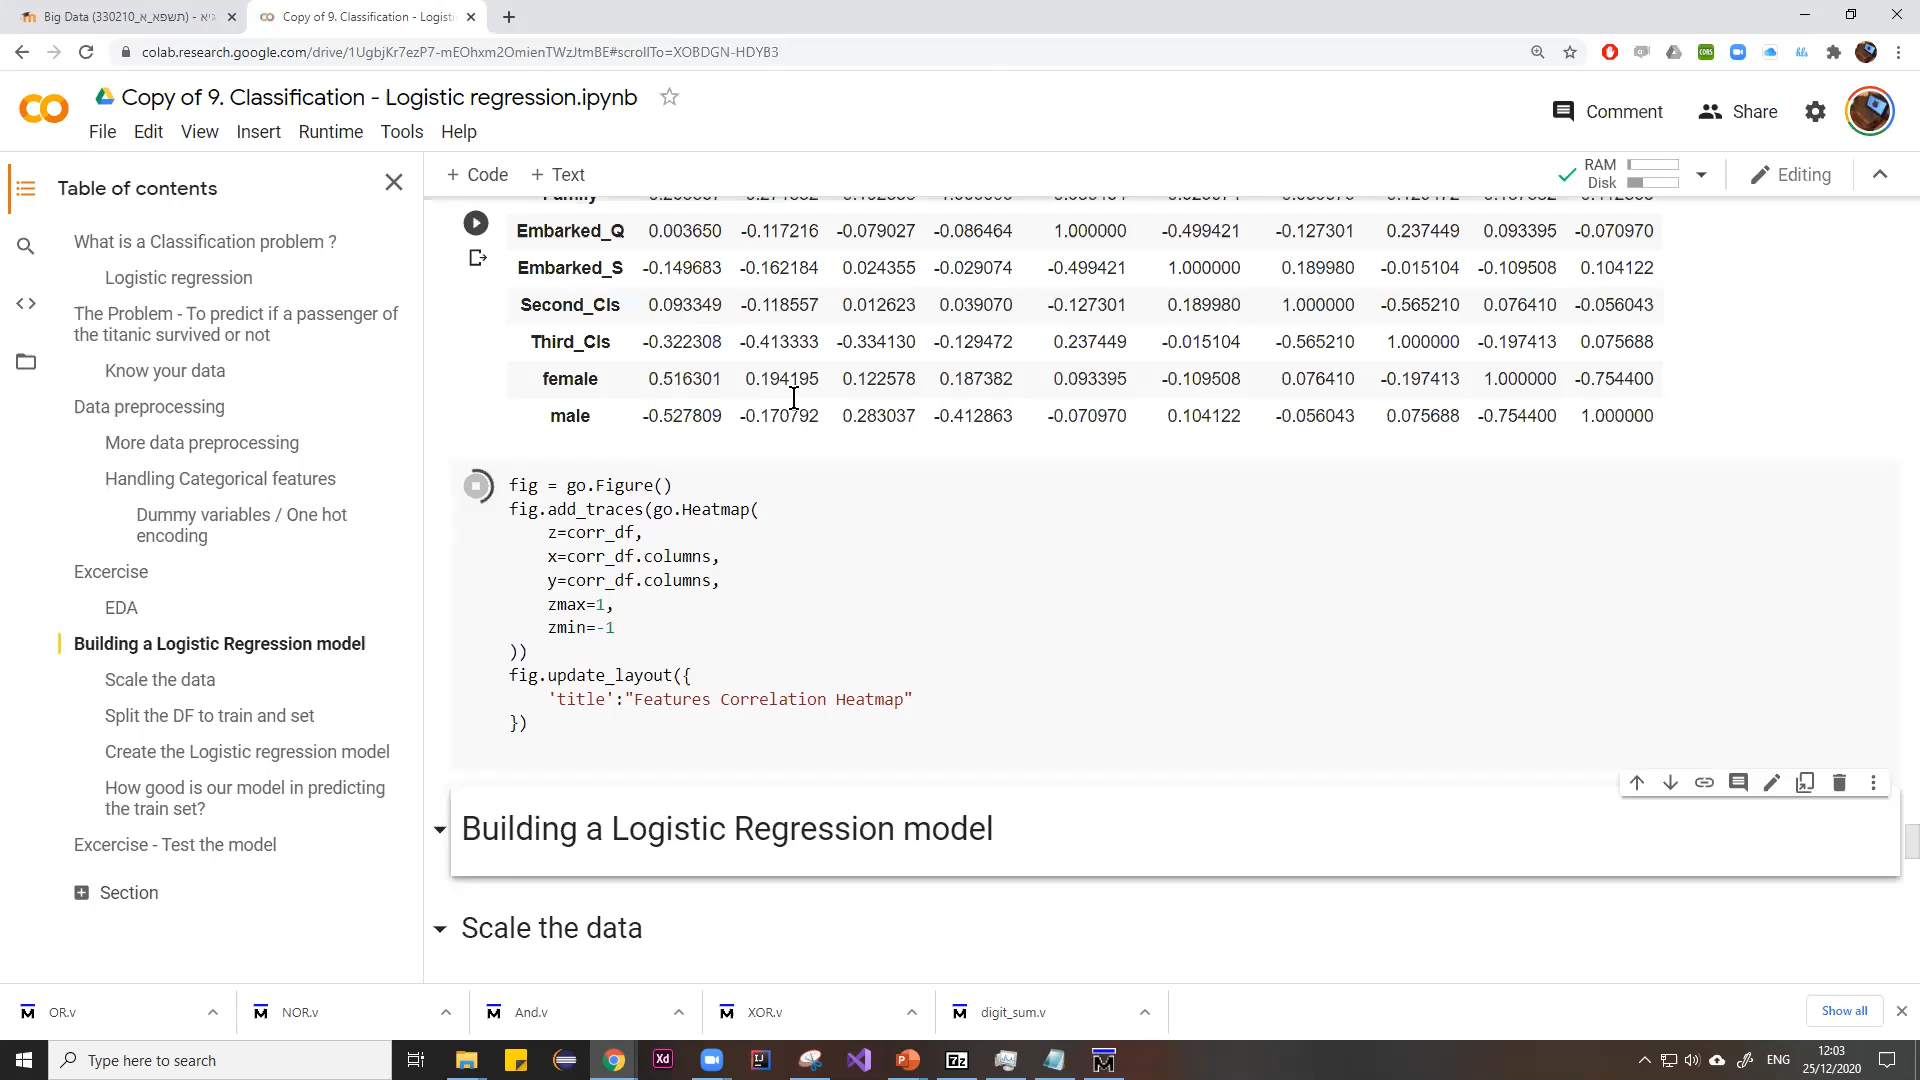 Big Data (330210_תשפא_א) - גיא
Copy of 9. Classification - Logisti
colab.research.google.com/drive/1UgbjKr7ezP7-mEOhxm2OmienTWzJtmBE#scrollTo=XOBDGN-HDYB3
Copy of 9. Classification - Logistic regression.ipynb
Comment
Share
File Edit View Insert Runtime Tools Help
Table of contents
+ Code + Text
RAM
Disk
Editing
What is a Classification problem ?
Logistic regression
The Problem - To predict if a passenger of
the titanic survived or not
Know your data
Data preprocessing
More data preprocessing
Handling Categorical features
Dummy variables / One hot
encoding
Excercise
EDA
Building a Logistic Regression model
Scale the data
Split the DF to train and set
Create the Logistic regression model
How good is our model in predicting
the train set?
Excercise - Test the model
Section
Embarked_Q 0.003650 -0.117216 -0.079027 -0.086464 1.000000 -0.499421 -0.127301 0.237449 0.093395 -0.070970
Embarked_S -0.149683 -0.162184 0.024355 -0.029074 -0.499421 1.000000 0.189980 -0.015104 -0.109508 0.104122
Second_Cls 0.093349 -0.118557 0.012623 0.039070 -0.127301 0.189980 1.000000 -0.565210 0.076410 -0.056043
Third_Cls -0.322308 -0.413333 -0.334130 -0.129472 0.237449 -0.015104 -0.565210 1.000000 -0.197413 0.075688
female 0.516301 0.194195 0.122578 0.187382 0.093395 -0.109508 0.076410 -0.197413 1.000000 -0.754400
male -0.527809 -0.170792 0.283037 -0.412863 -0.070970 0.104122 -0.056043 0.075688 -0.754400 1.000000
fig = go.Figure()
fig.add_traces(go.Heatmap(
z=corr_df,
x=corr_df.columns,
y=corr_df.columns,
zmax=1,
zmin=-1
))
fig.update_layout({
'title':"Features Correlation Heatmap"
})
Building a Logistic Regression model
Scale the data
OR.v
NOR.v
And.v
XOR.v
digit_sum.v
Show all
Type here to search
ENG
12:03
25/12/2020